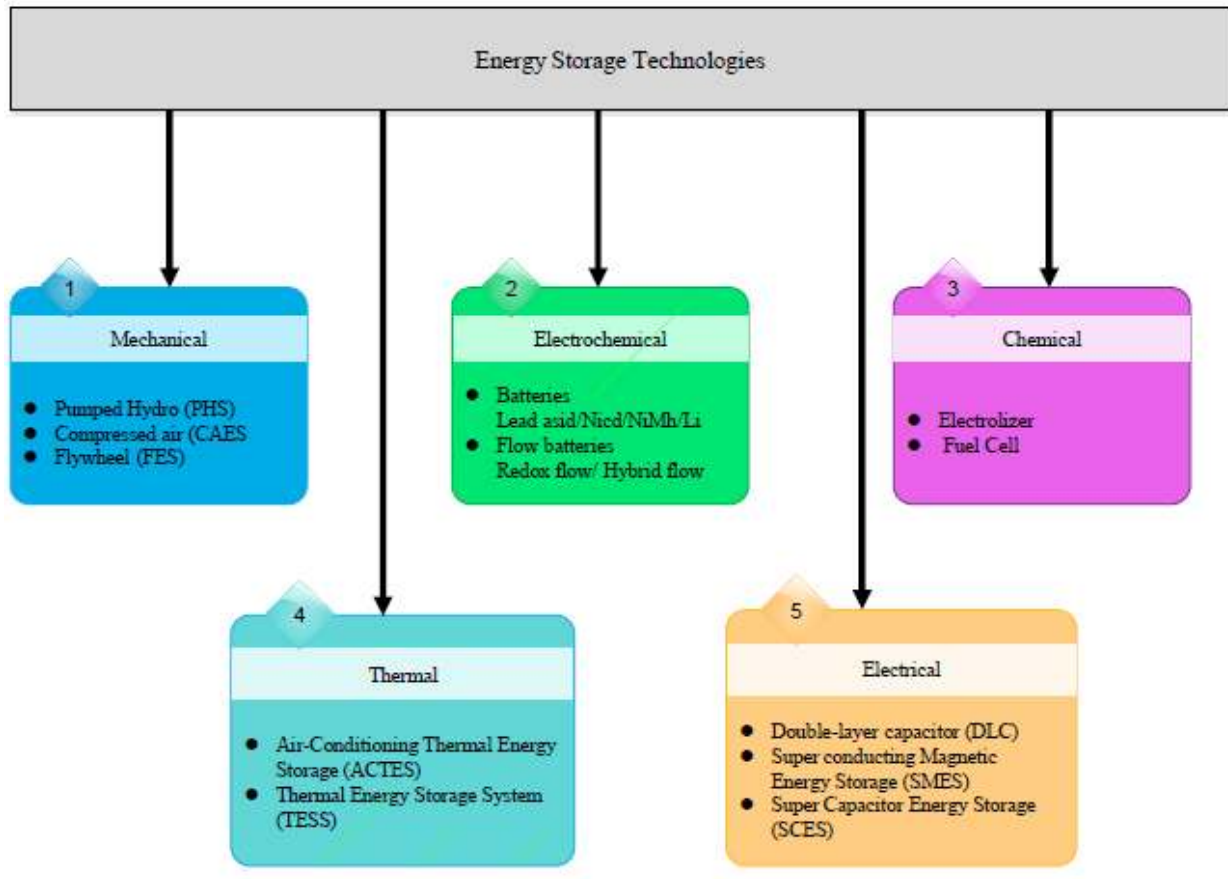 Energy Storage Technologies
1
Mechanical
● Pumped Hydro (PHS)
● Compressed air (CAES
● Flywheel (FES)
2
Electrochemical
● Batteries
Lead asid/Nicd/NiMh/Li
● Flow batteries
Redox flow/ Hybrid flow
3
Chemical
● Electrolizer
● Fuel Cell
4
Thermal
● Air-Conditioning Thermal Energy
Storage (ACTES)
● Thermal Energy Storage System
(TESS)
5
Electrical
● Double-layer capacitor (DLC)
● Super conducting Magnetic
Energy Storage (SMES)
● Super Capacitor Energy Storage
(SCES)